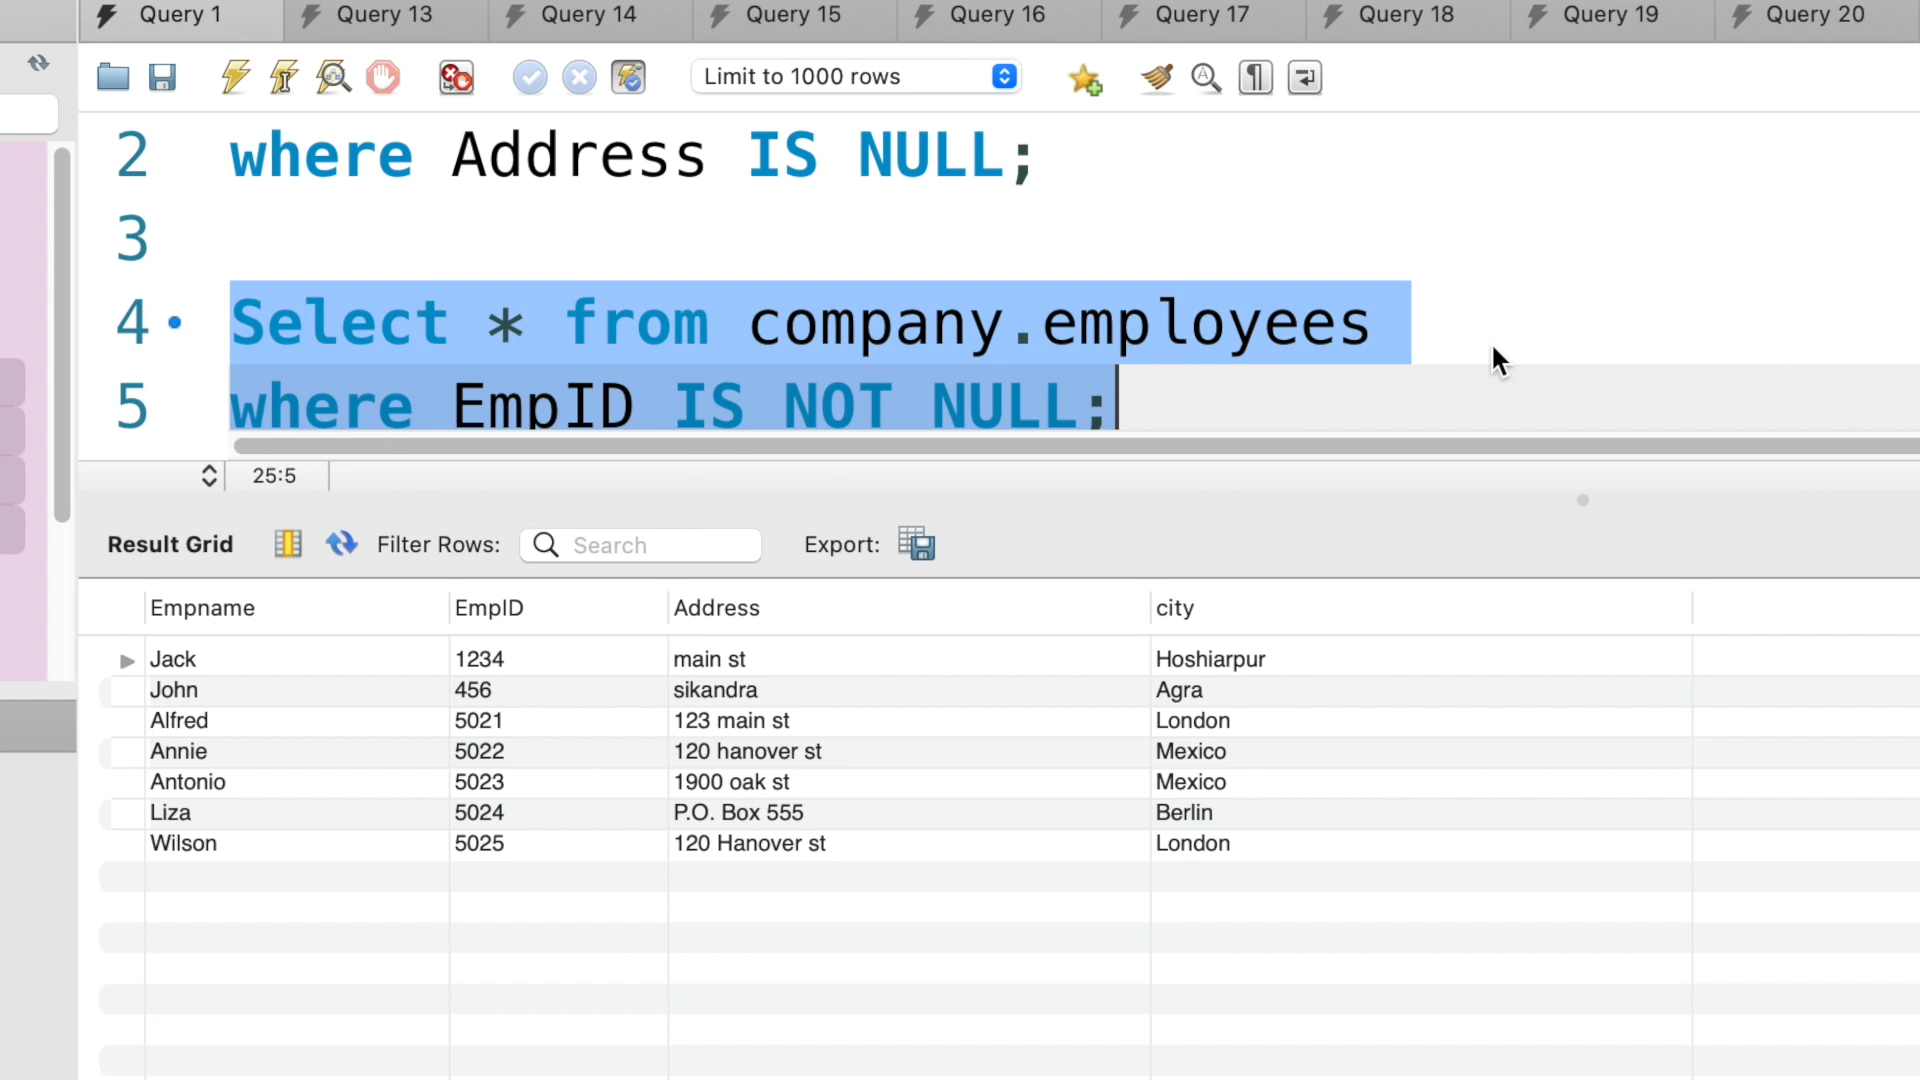 Query 1 Query 13 Query 14 Query 15 Query 16 Query 17 Query 18 Query 19 Query 20
Limit to 1000 rows
2 where Address IS NULL;
3
4 Select * from company.employees
5 where EmpID IS NOT NULL;
25:5
Result Grid Filter Rows: Search Export:
Empname EmpID Address city
Jack 1234 main st Hoshiarpur
John 456 sikandra Agra
Alfred 5021 123 main st London
Annie 5022 120 hanover st Mexico
Antonio 5023 1900 oak st Mexico
Liza 5024 P.O. Box 555 Berlin
Wilson 5025 120 Hanover st London